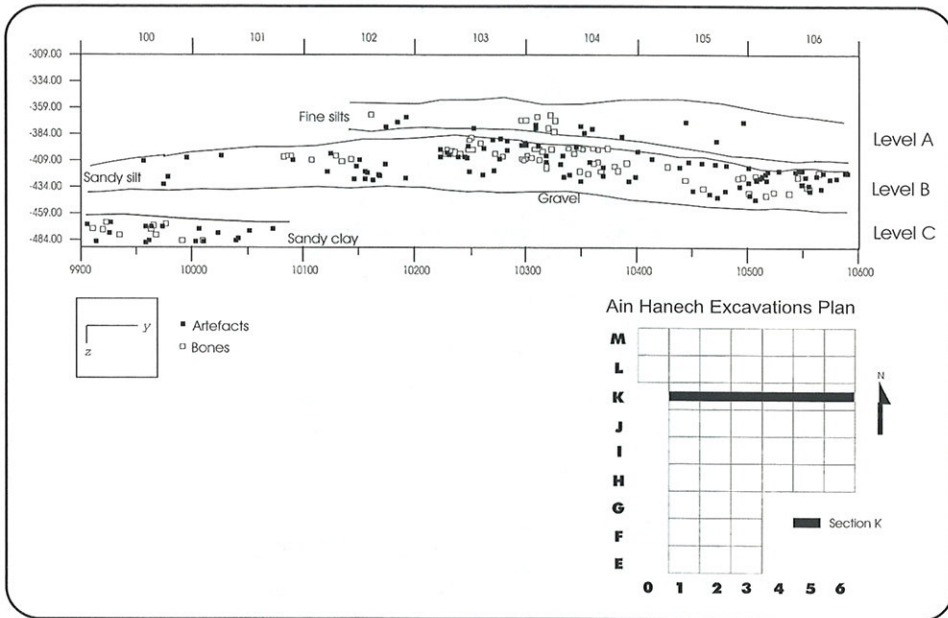 100 101 102 103 104 105 106
-309.00
-334.00
-359.00
-384.00
-409.00
-434.00
-459.00
-484.00
Fine silts
Sandy silt
Gravel
Sandy clay
Level A
Level B
Level C
9900 10000 10100 10200 10300 10400 10500 10600
y
z
Artefacts
Bones
Ain Hanech Excavations Plan
M
L
K
J
I
H
G
F
E
0 1 2 3 4 5 6
N
Section K